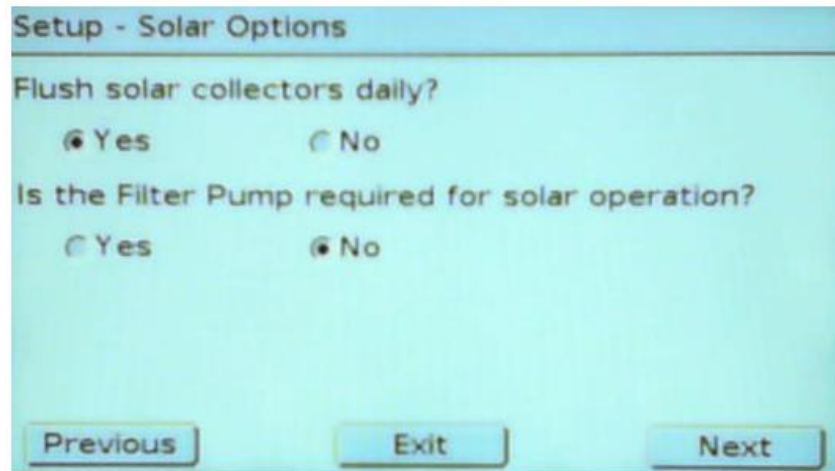 Setup - Solar Options
Flush solar collectors daily?
Yes No
Is the Filter Pump required for solar operation?
Yes No
Previous Exit Next